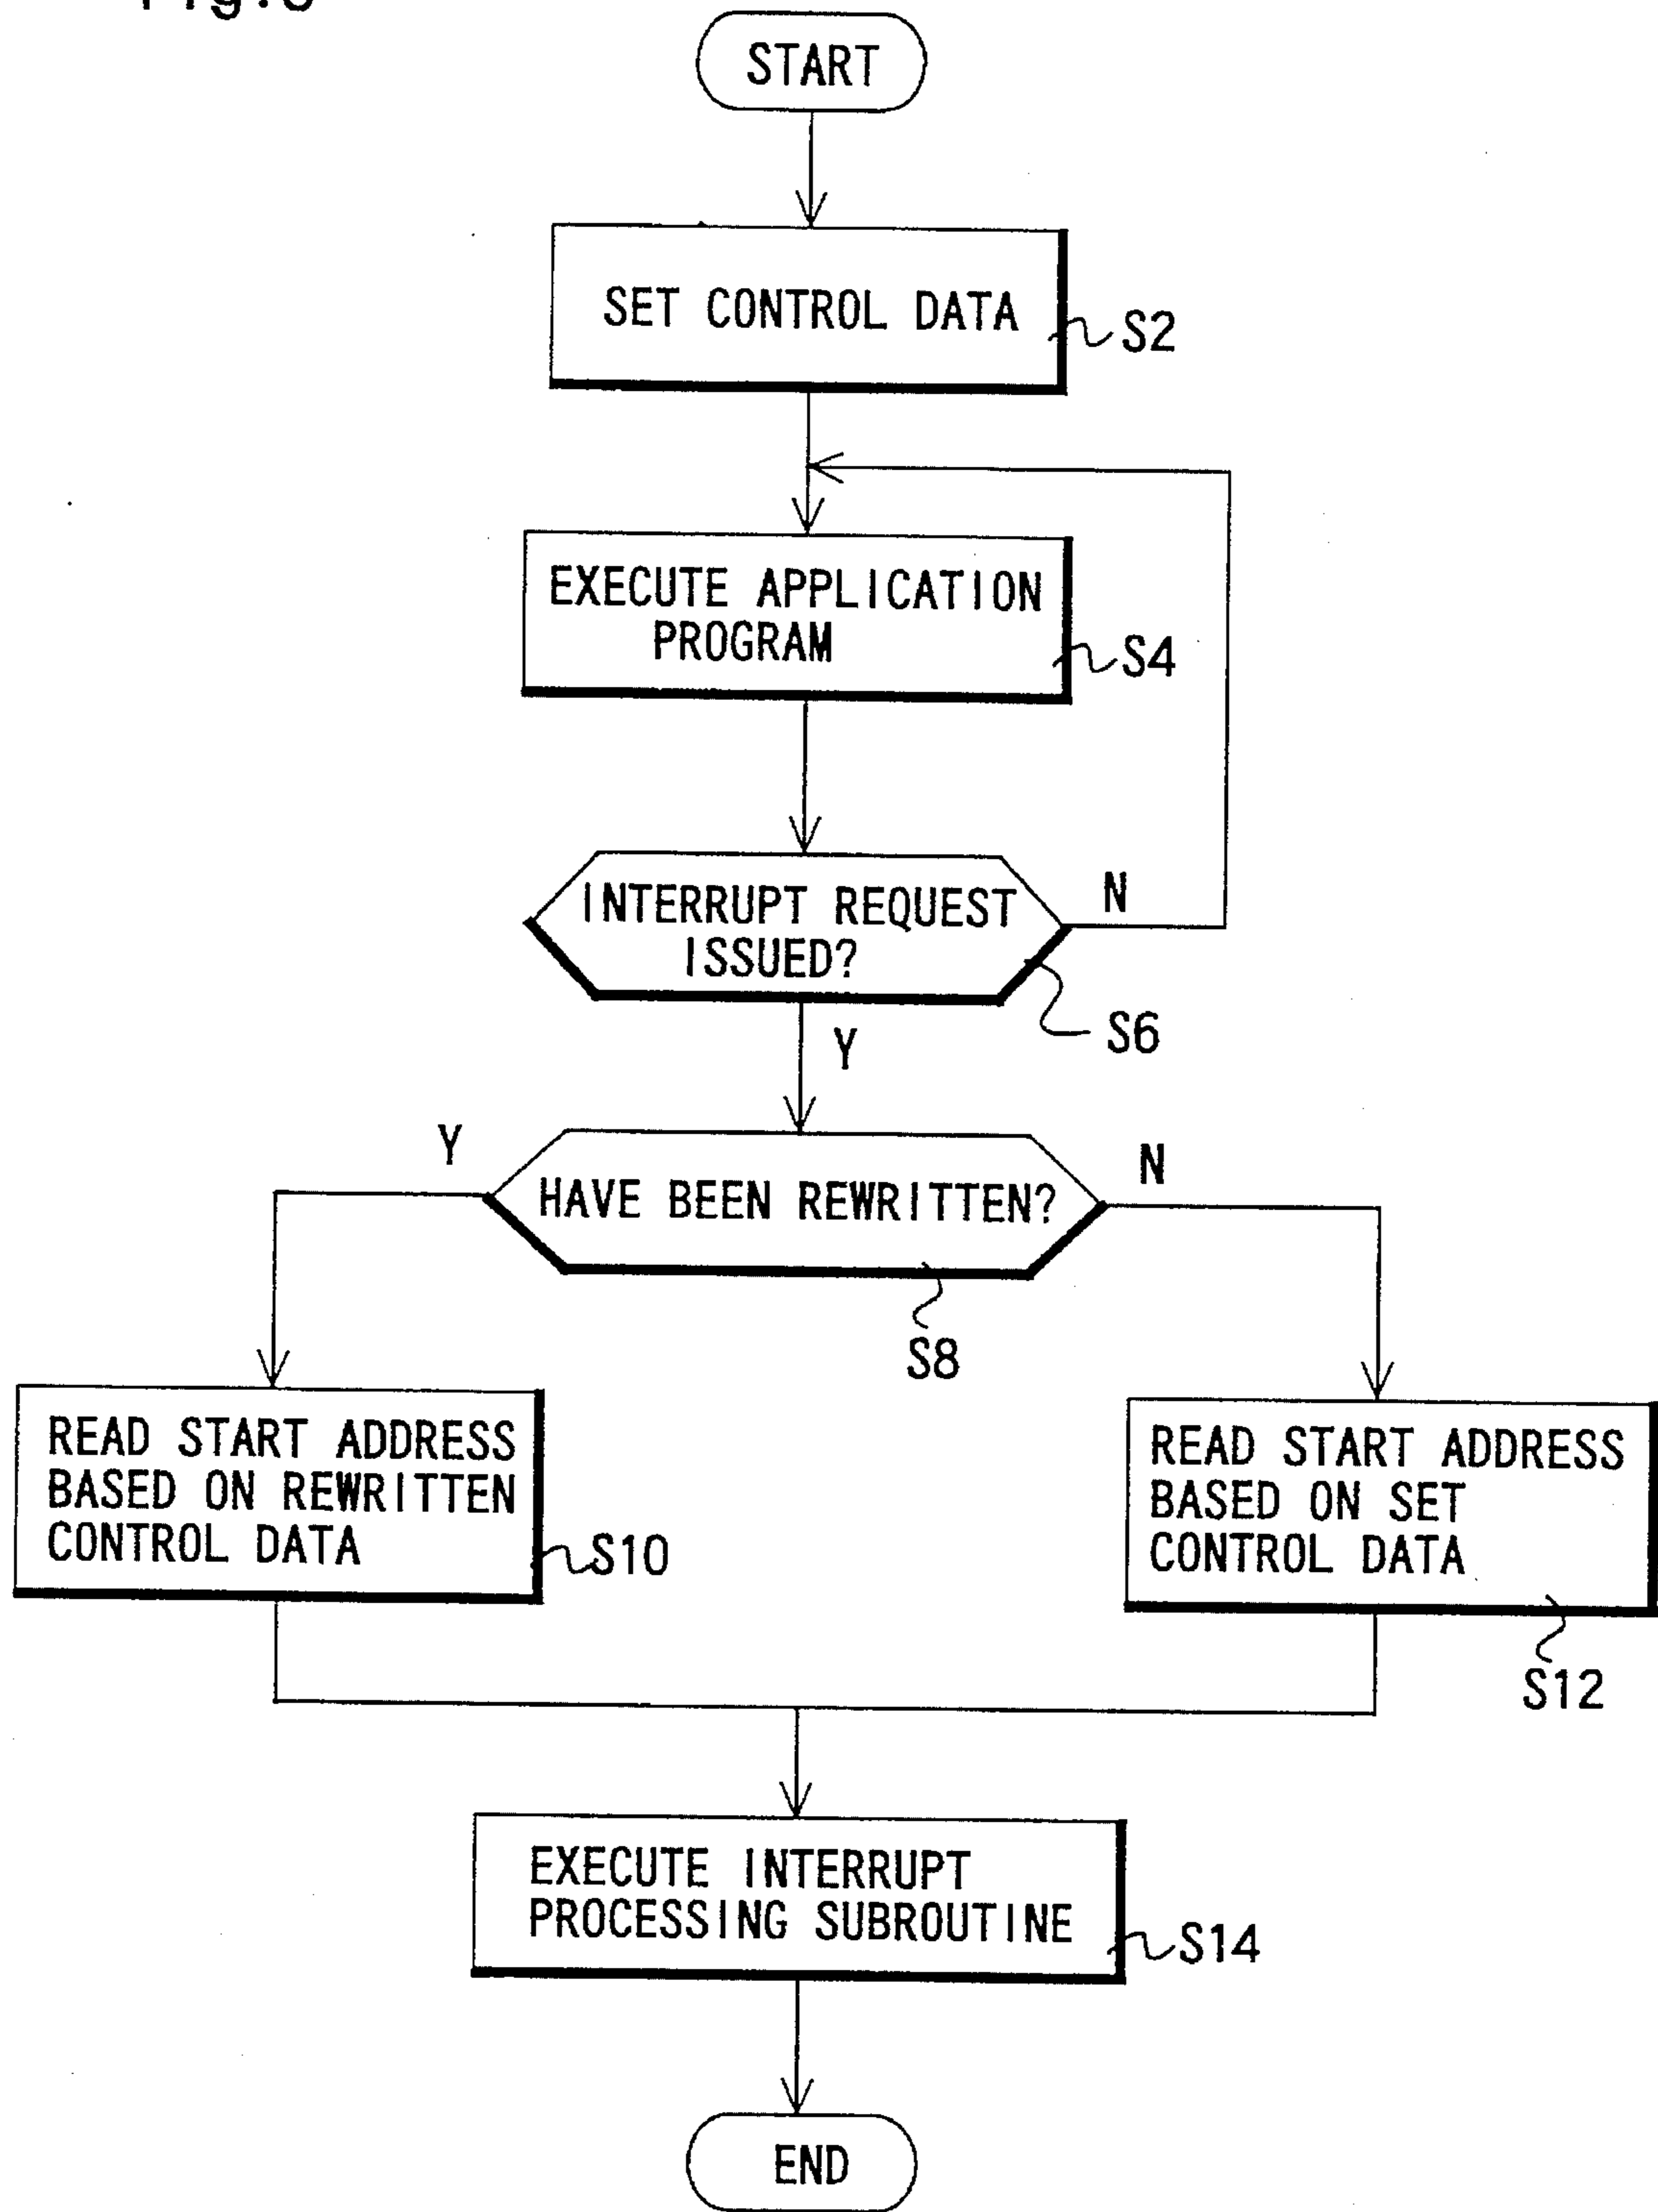 START
SET CONTROL DATA
S2
EXECUTE APPLICATION
PROGRAM
S4
INTERRUPT REQUEST
ISSUED?
N
S6
Y
Y
HAVE BEEN REWRITTEN?
N
S8
READ START ADDRESS
BASED ON REWRITTEN
CONTROL DATA
S10
READ START ADDRESS
BASED ON SET
CONTROL DATA
S12
EXECUTE INTERRUPT
PROCESSING SUBROUTINE
S14
END